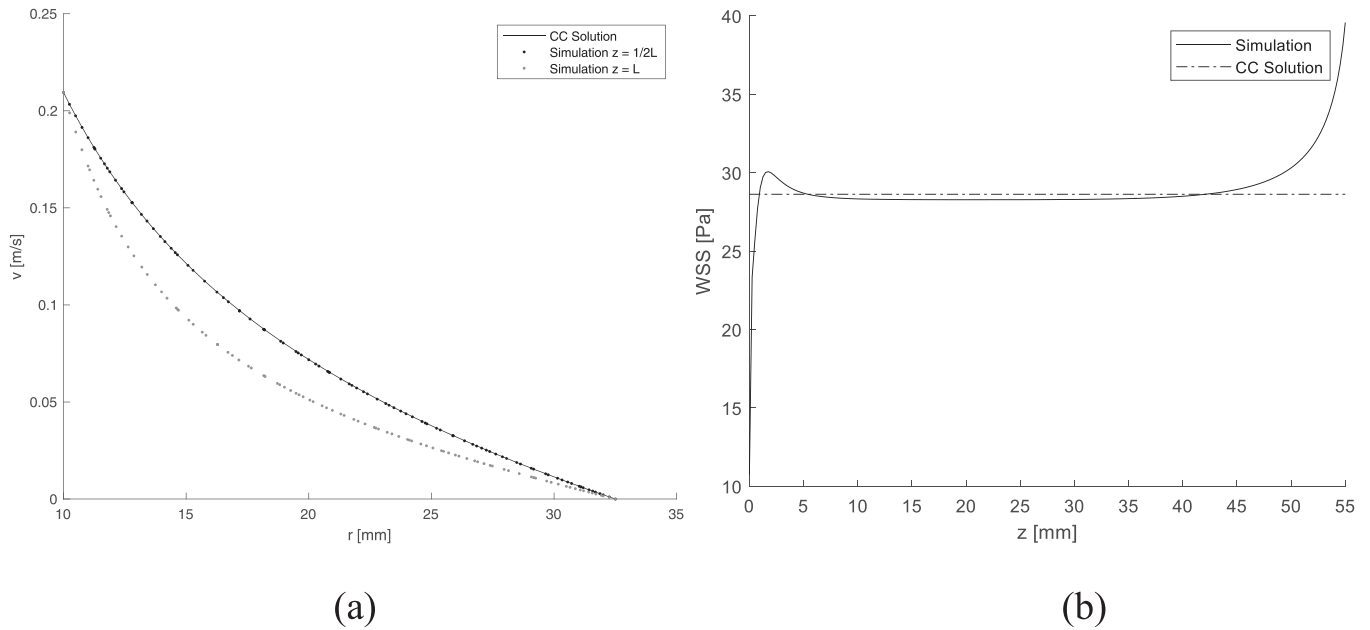 0.25
0.2
0.15
0.1
0.05
0
10
15
20
25
30
35
v [m/s]
r [mm]
CC Solution
Simulation z = 1/2L
Simulation z = L
(a)
40
35
30
25
20
15
10
0
5
10
15
20
25
30
35
40
45
50
55
WSS [Pa]
z [mm]
Simulation
CC Solution
(b)